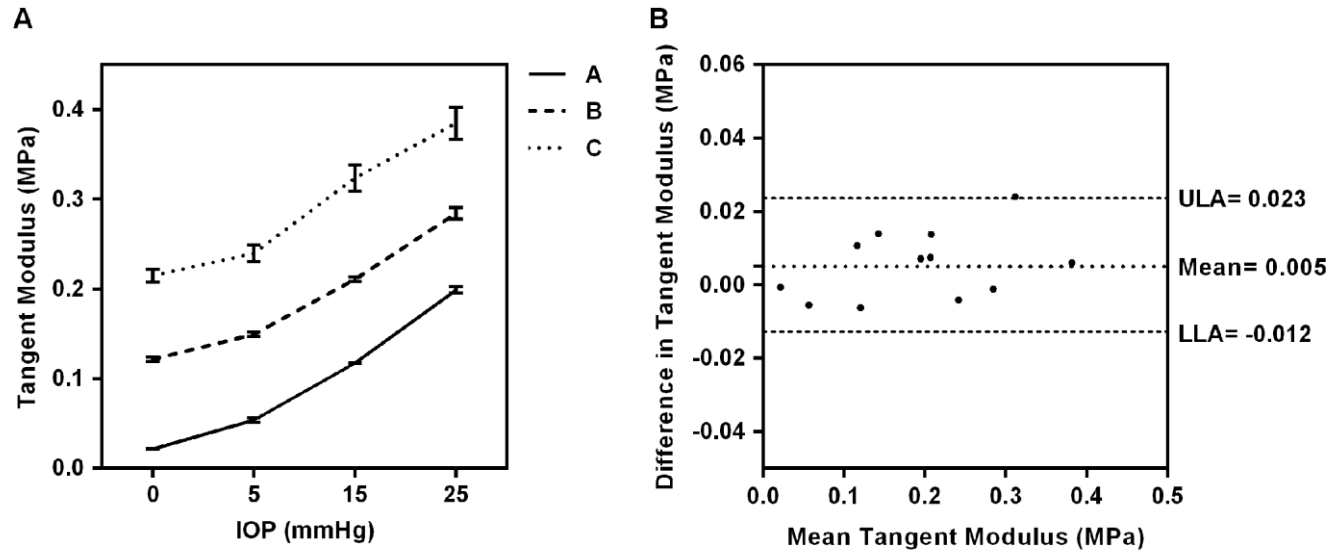 A
B
Tangent Modulus (MPa)
0.4
0.3
0.2
0.1
0.0
0 5 15 25
IOP (mmHg)
A
B
C
Difference in Tangent Modulus (MPa)
0.06
0.04
0.02
0.00
-0.02
-0.04
0.0 0.1 0.2 0.3 0.4 0.5
Mean Tangent Modulus (MPa)
ULA= 0.023
Mean= 0.005
LLA= -0.012